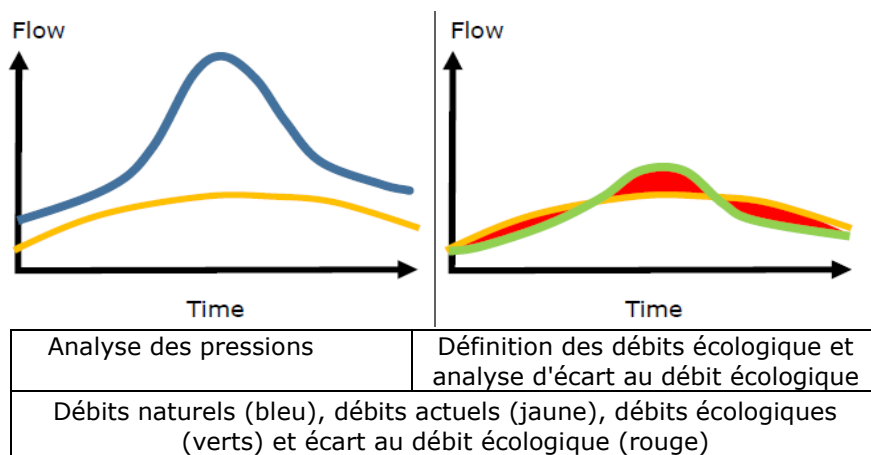 Flow
Flow
Time
Time
Analyse des pressions
Définition des débits écologique et
analyse d'écart au débit écologique
Débits naturels (bleu), débits actuels (jaune), débits écologiques
(verts) et écart au débit écologique (rouge)